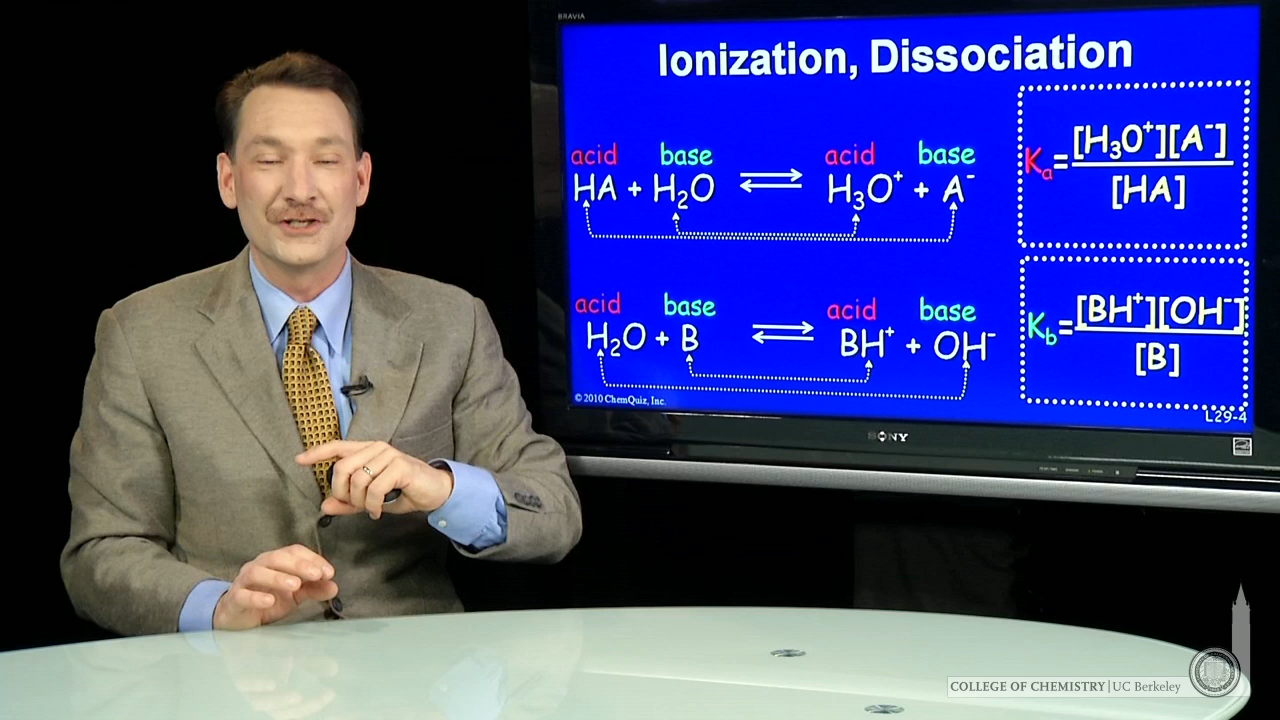 BRAVIA
Ionization, Dissociation
acid base acid base
HA + H₂O ⇌ H₃O⁺ + A⁻
Kₐ= [H₃O⁺][A⁻]
[HA]
acid base acid base
H₂O + B ⇌ BH⁺ + OH⁻
K_b= [BH⁺][OH⁻]
[B]
© 2010 ChemQuiz, Inc.
L29-4
SONY
COLLEGE OF CHEMISTRY | UC Berkeley